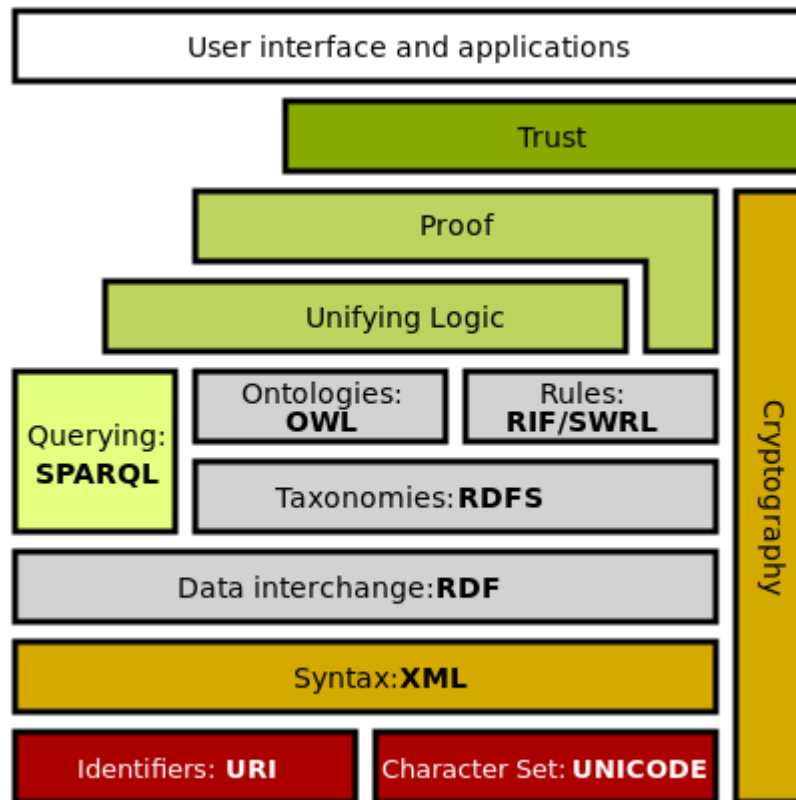 User interface and applications
Trust
Proof
Unifying Logic
Ontologies:
OWL
Rules:
RIF/SWRL
Querying:
SPARQL
Taxonomies:RDFS
Cryptography
Data interchange:RDF
Syntax:XML
Identifiers: URI
Character Set: UNICODE